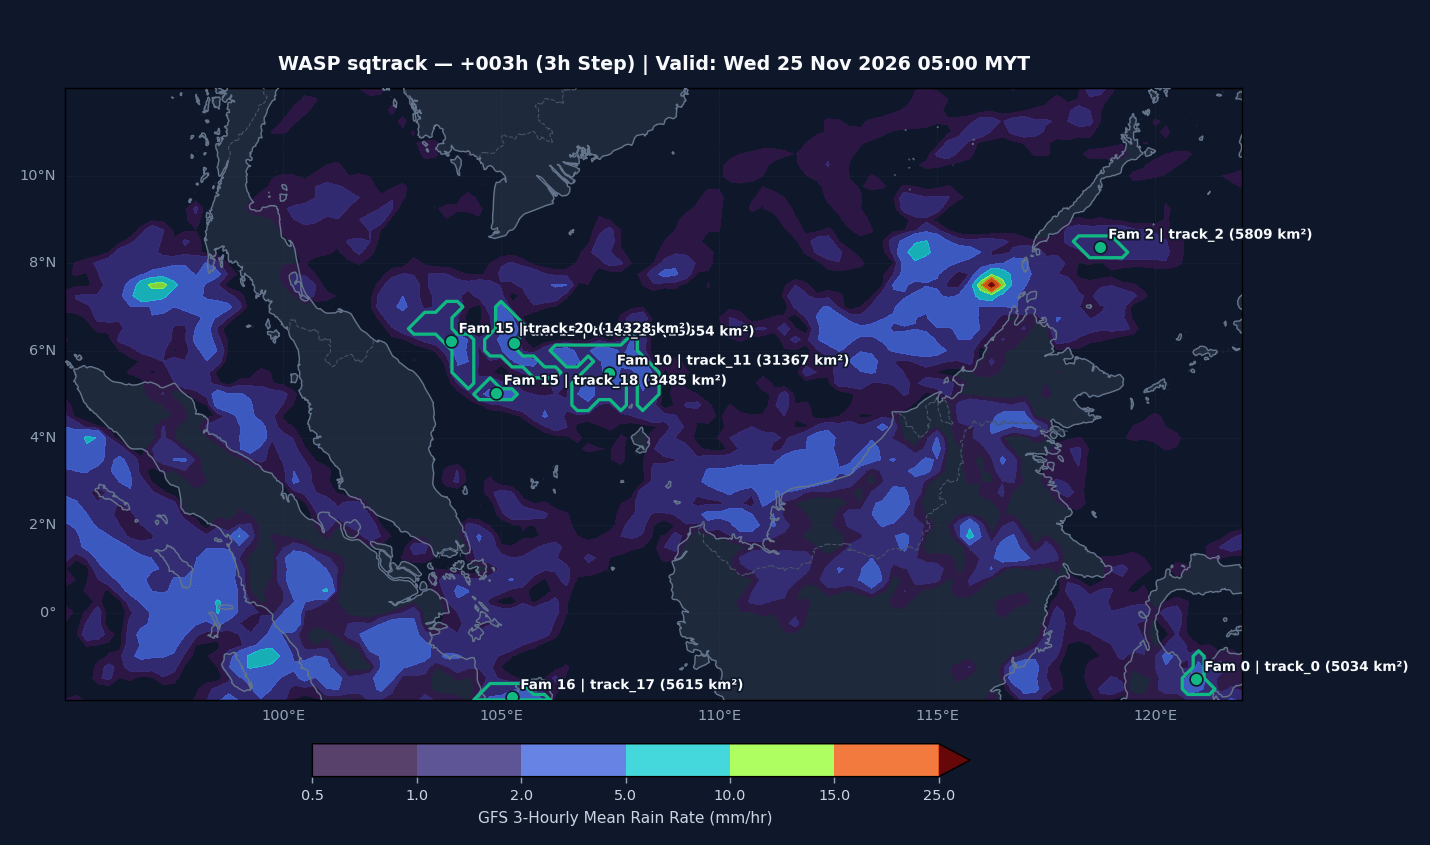 WASP sqtrack — +003h (3h Step) | Valid: Wed 25 Nov 2026 05:00 MYT
10°N
8°N
6°N
4°N
2°N
0°
Fam 2 | track_2 (5809 km²)
Fam 15 | track_20 (14328 km²)
554 km²)
Fam 10 | track_11 (31367 km²)
Fam 15 | track_18 (3485 km²)
Fam 0 | track_0 (5034 km²)
Fam 16 | track_17 (5615 km²)
100°E 105°E 110°E 115°E 120°E
0.5 1.0 2.0 5.0 10.0 15.0 25.0
GFS 3-Hourly Mean Rain Rate (mm/hr)